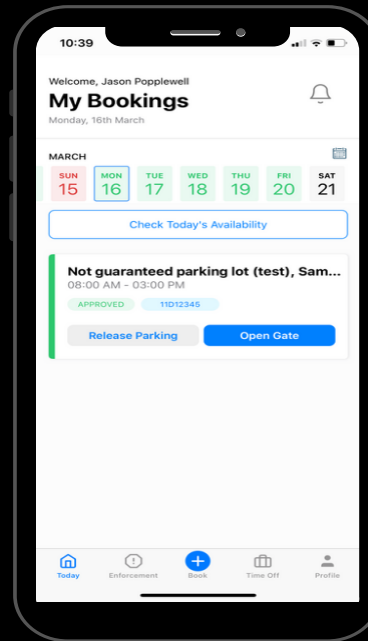 10:39
Welcome, Jason Popplewell
My Bookings
Monday, 16th March
MARCH
SUN MON TUE WED THU FRI SAT
15 16 17 18 19 20 21
Check Today's Availability
Not guaranteed parking lot (test), Sam...
08:00 AM - 03:00 PM
APPROVED 11D12345
Release Parking Open Gate
Today Enforcement Book Time Off Profile